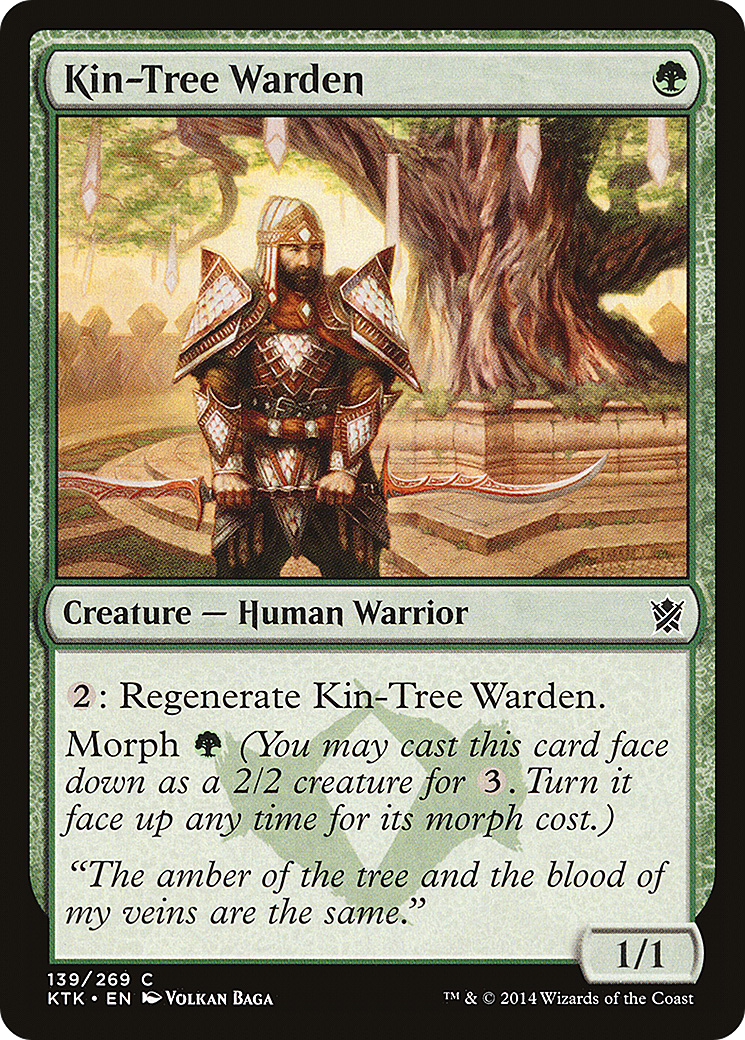 Kin-Tree Warden
Creature — Human Warrior
2: Regenerate Kin-Tree Warden.
Morph (You may cast this card face
down as a 2/2 creature for 3. Turn it
face up any time for its morph cost.)
“The amber of the tree and the blood of
my veins are the same.”
1/1
139/269 C
KTK • EN Volkan Baga
™ & © 2014 Wizards of the Coast